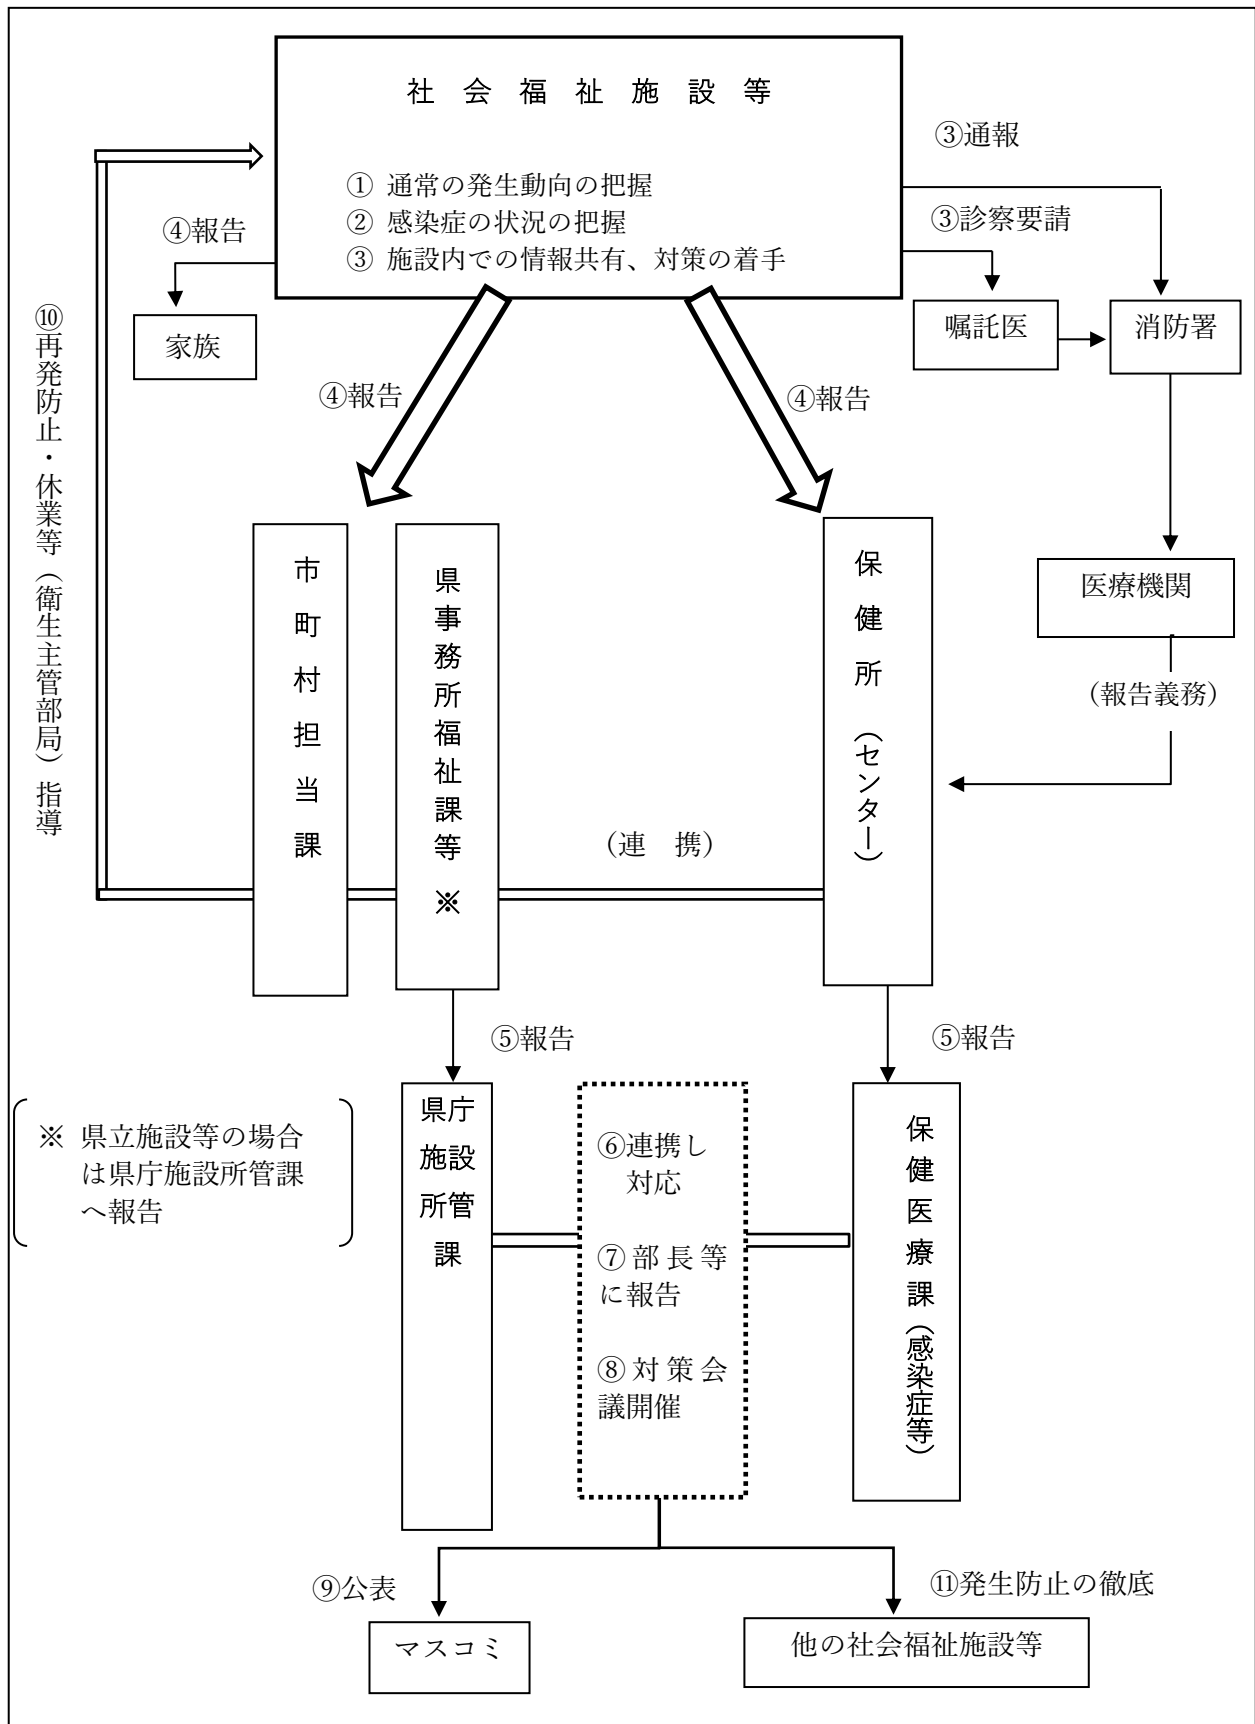 社会福祉施設等
① 通常の発生動向の把握
② 感染症の状況の把握
③ 施設内での情報共有、対策の着手
③通報
③診察要請
④報告
家族
嘱託医
消防署
⑩再発防止・休業等（衛生主管部局）指導
④報告
④報告
市町村担当課
県事務所福祉課等※
保健所（センター）
医療機関
（報告義務）
（連　携）
⑤報告
⑤報告
※ 県立施設等の場合
は県庁施設所管課
へ報告
県庁
施設
所管
課
⑥連携し
対応
⑦部長等
に報告
⑧対策会
議開催
保健医療課（感染症等）
⑨公表
⑪発生防止の徹底
マスコミ
他の社会福祉施設等